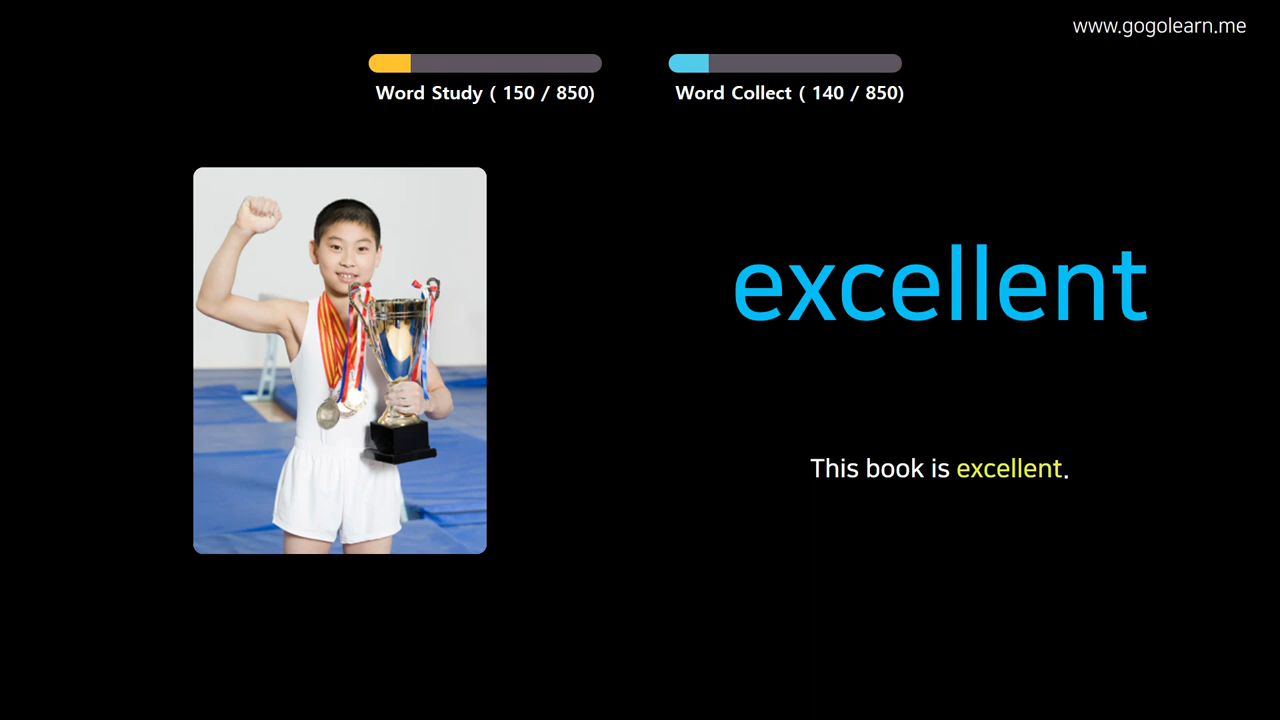 www.gogolearn.me
Word Study ( 150 / 850)
Word Collect ( 140 / 850)
excellent
This book is excellent.